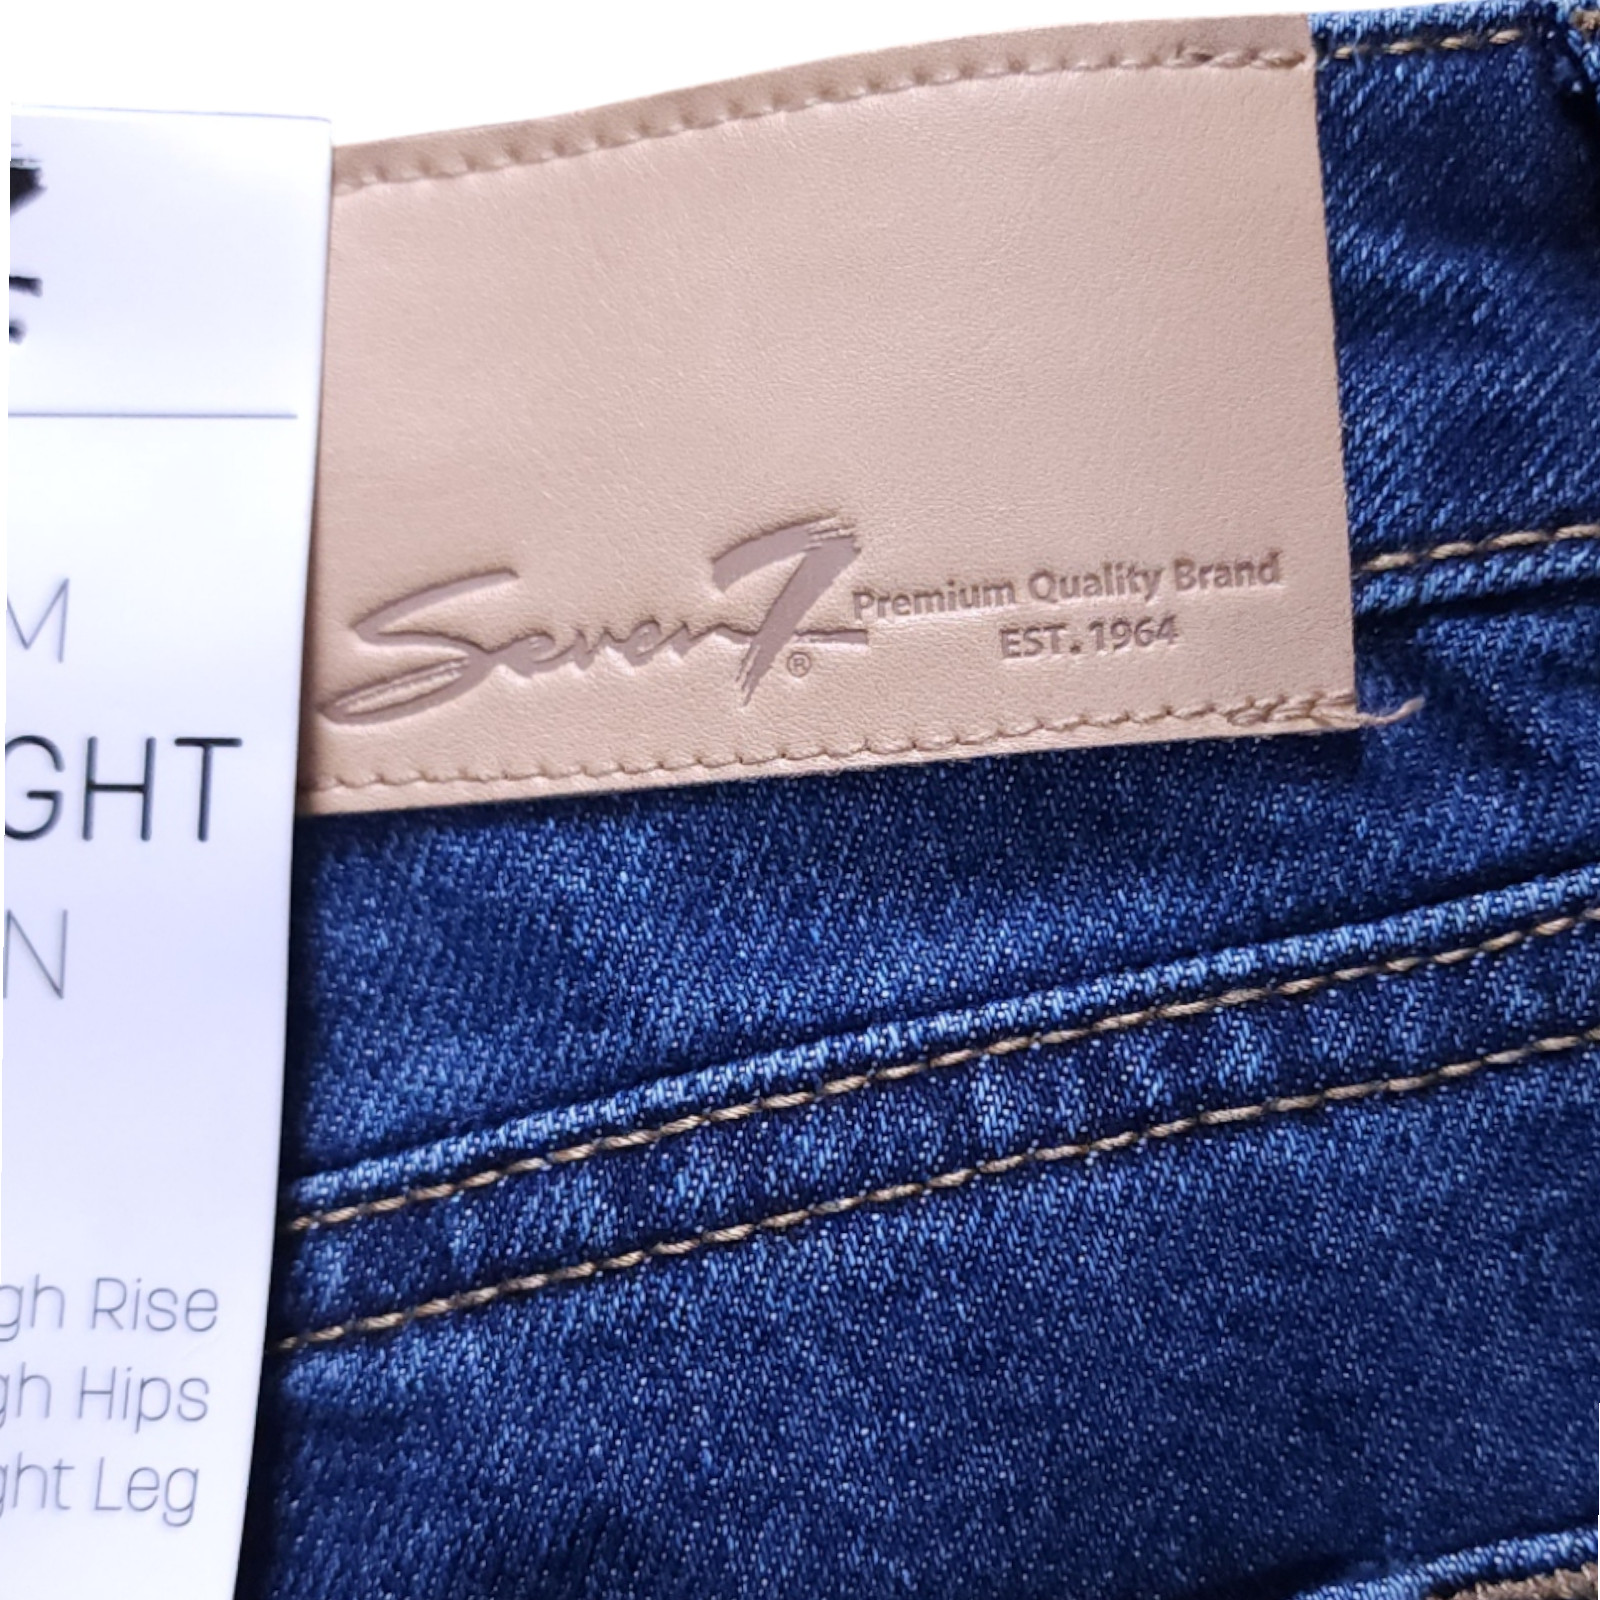 M
GHT
N
gh Rise
gh Hips
ght Leg
Seven7®
Premium Quality Brand
EST. 1964